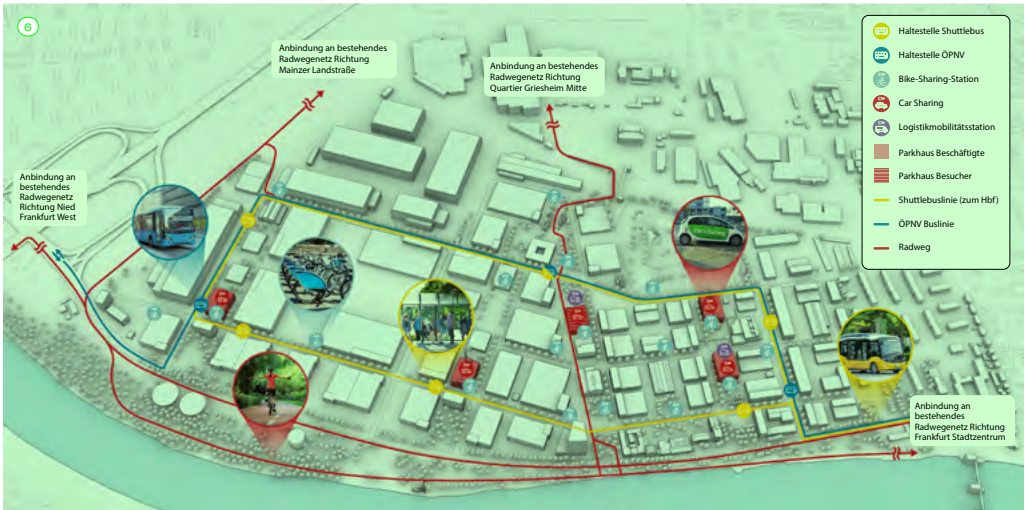 6
Anbindung an bestehendes
Radwegenetz Richtung
Mainzer Landstraße
Anbindung an bestehendes
Radwegenetz Richtung
Quartier Griesheim Mitte
Anbindung an
bestehendes
Radwegenetz
Richtung Nied
Frankfurt West
Haltestelle Shuttlebus
Haltestelle ÖPNV
Bike-Sharing-Station
Car Sharing
Logistikmobilitätsstation
Parkhaus Beschäftigte
Parkhaus Besucher
Shuttlebuslinie (zum Hbf)
ÖPNV Buslinie
Radweg
Anbindung an
bestehendes
Radwegenetz Richtung
Frankfurt Stadtzentrum